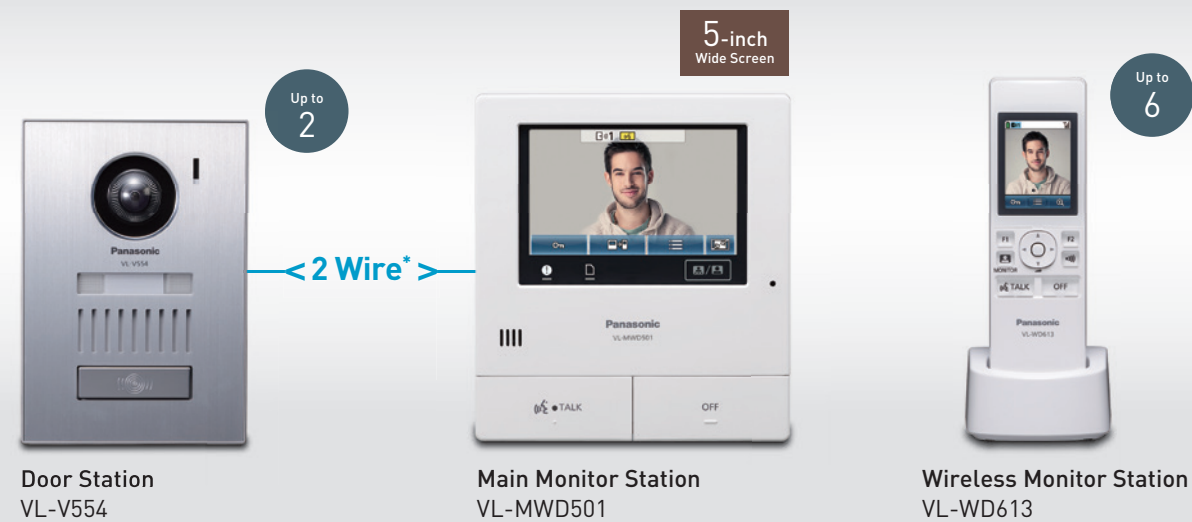 5-inch
Wide Screen
Up to
2
Up to
6
Panasonic
VL-V554
< 2 Wire* >
1
Panasonic
VL-MWD501
TALK
OFF
F1
F2
MONITOR
TALK
OFF
Panasonic
VL-WD613
Door Station
VL-V554
Main Monitor Station
VL-MWD501
Wireless Monitor Station
VL-WD613